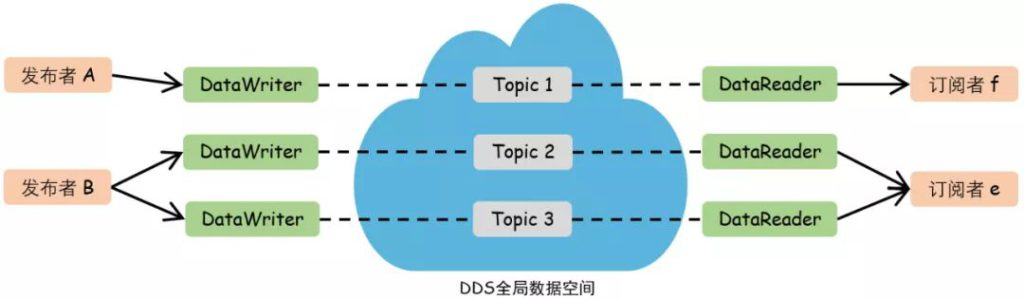 发布者 A
DataWriter
Topic 1
DataReader
订阅者 f
DataWriter
Topic 2
DataReader
发布者 B
订阅者 e
DataWriter
Topic 3
DataReader
DDS全局数据空间